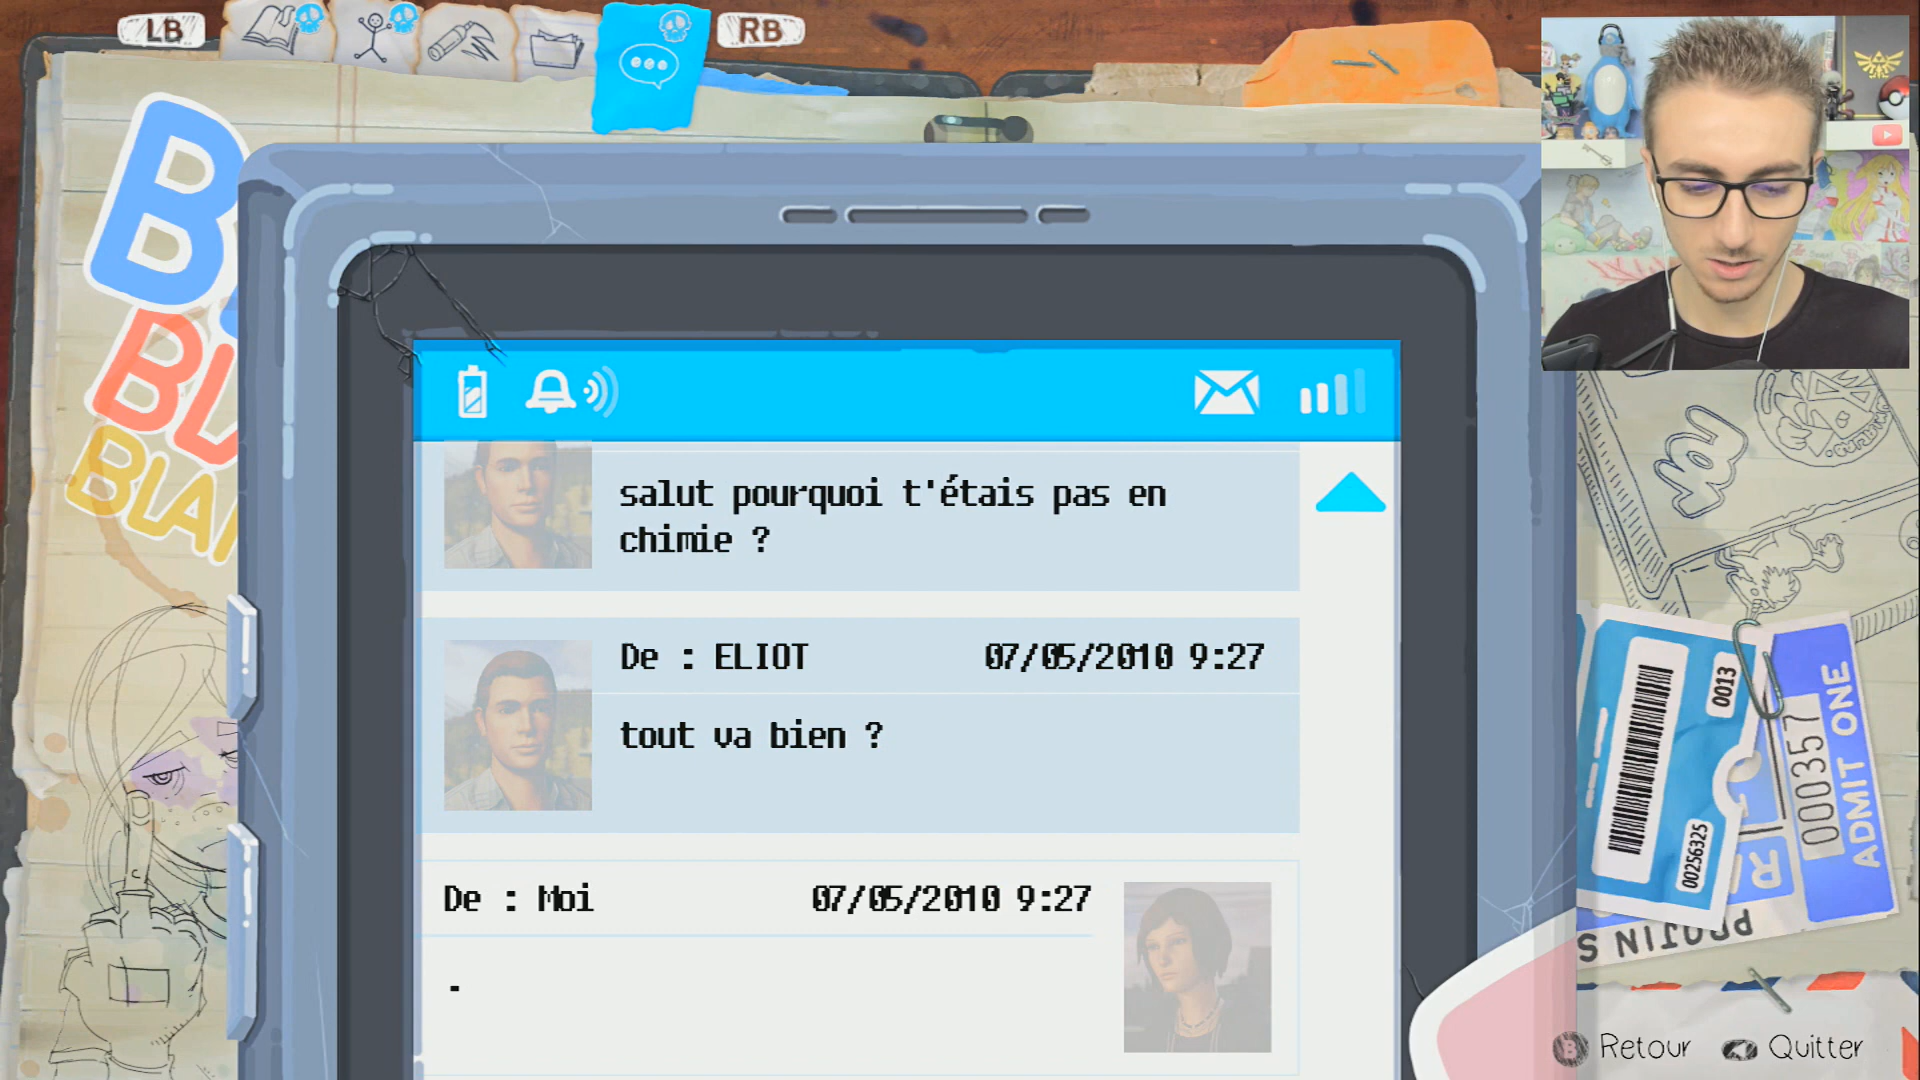 LB
RB
salut pourquoi t'étais pas en
chimie ?
De : ELIOT 07/05/2010 9:27
tout va bien ?
De : Moi 07/05/2010 9:27
.
0013
00256325
000357
ADMIT ONE
B Retour
Quitter